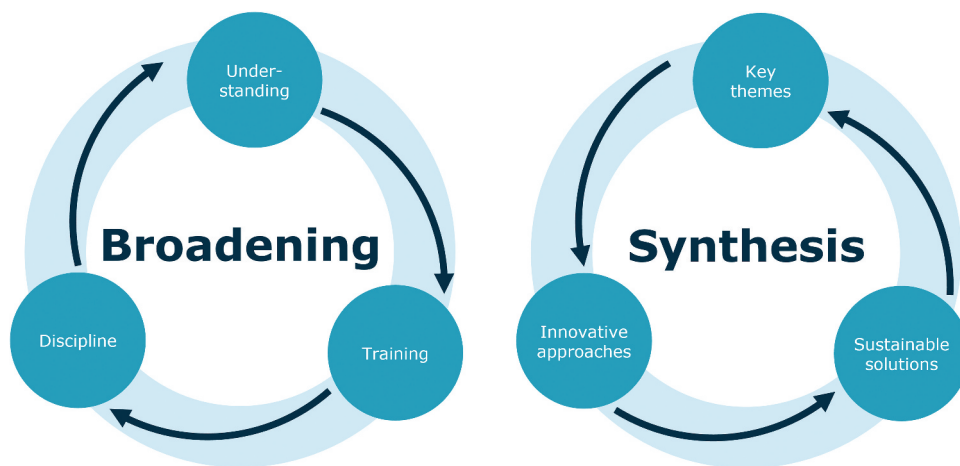 Under-
standing
Broadening
Discipline
Training
Key
themes
Synthesis
Innovative
approaches
Sustainable
solutions